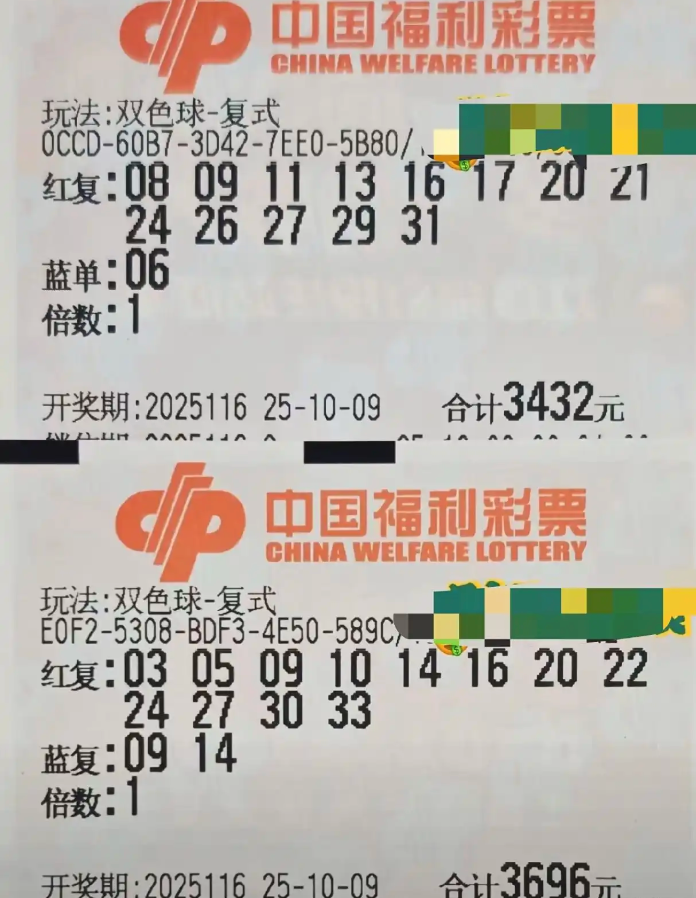 中国福利彩票
CHINA WELFARE LOTTERY
玩法:双色球-复式
0CCD-60B7-3D42-7EE0-5B80/
红复:08 09 11 13 16 17 20 21
24 26 27 29 31
蓝单:06
倍数:1
开奖期:2025116 25-10-09 合计3432元
中国福利彩票
CHINA WELFARE LOTTERY
玩法:双色球-复式
E0F2-5308-BDF3-4E50-589C/
红复:03 05 09 10 14 16 20 22
24 27 30 33
蓝复:09 14
倍数:1
开奖期:2025116 25-10-09 合计3696元